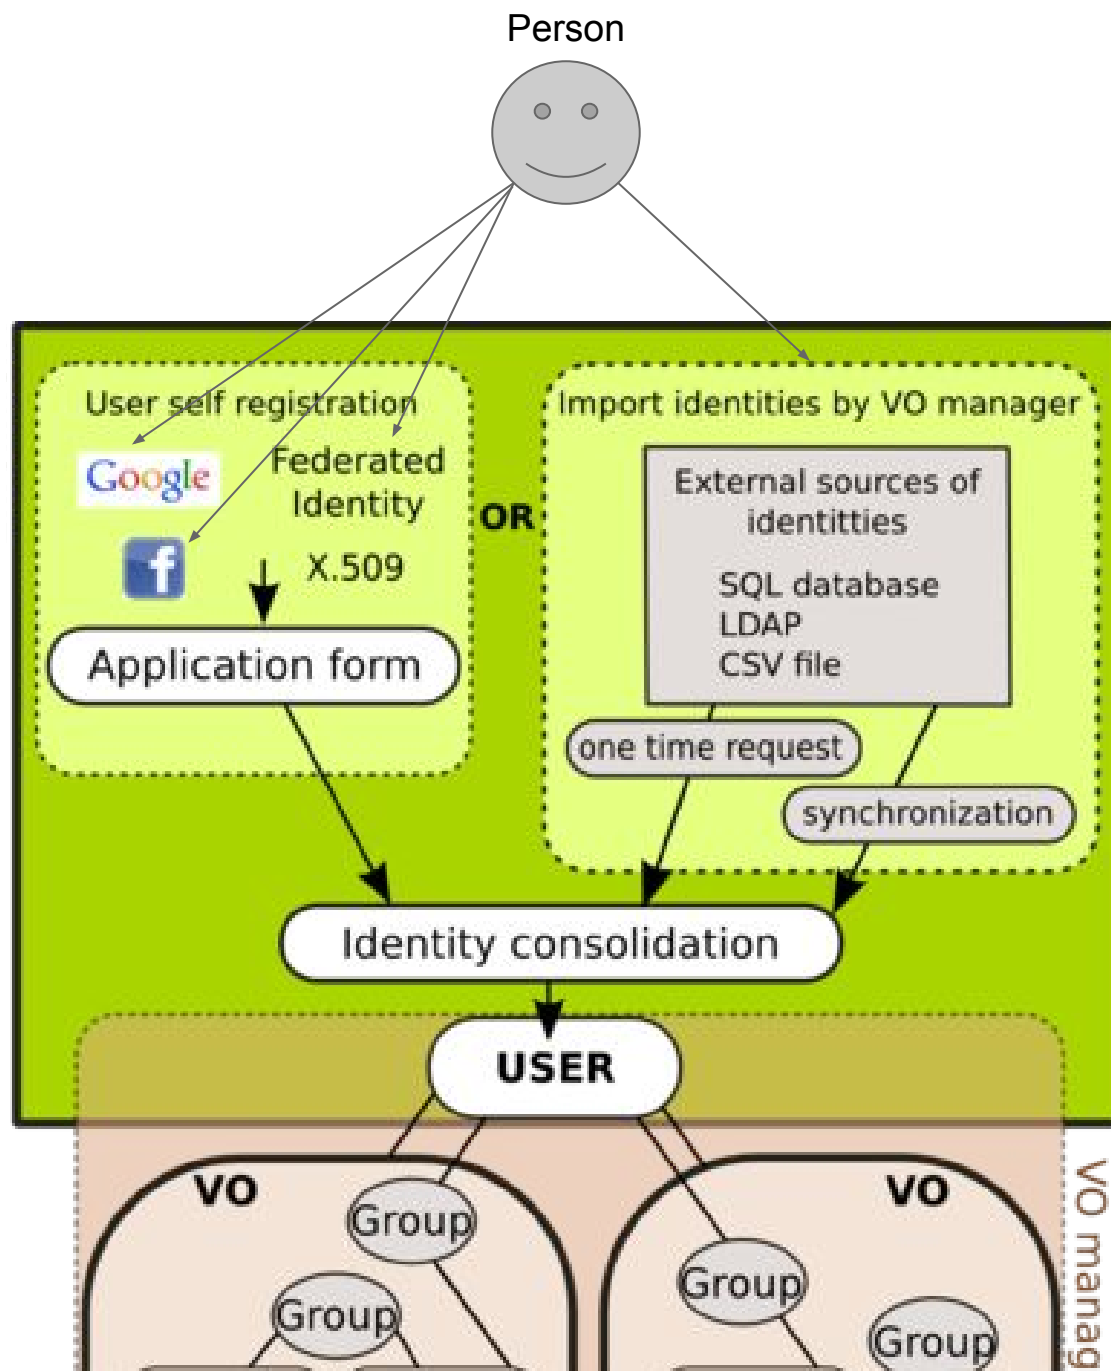 Person
User self registration
Google
Federated
Identity
f
X.509
Application form
OR
Import identities by VO manager
External sources of
identitties
SQL database
LDAP
CSV file
one time request
synchronization
Identity consolidation
USER
VO
Group
Group
VO
Group
Group
VO manag